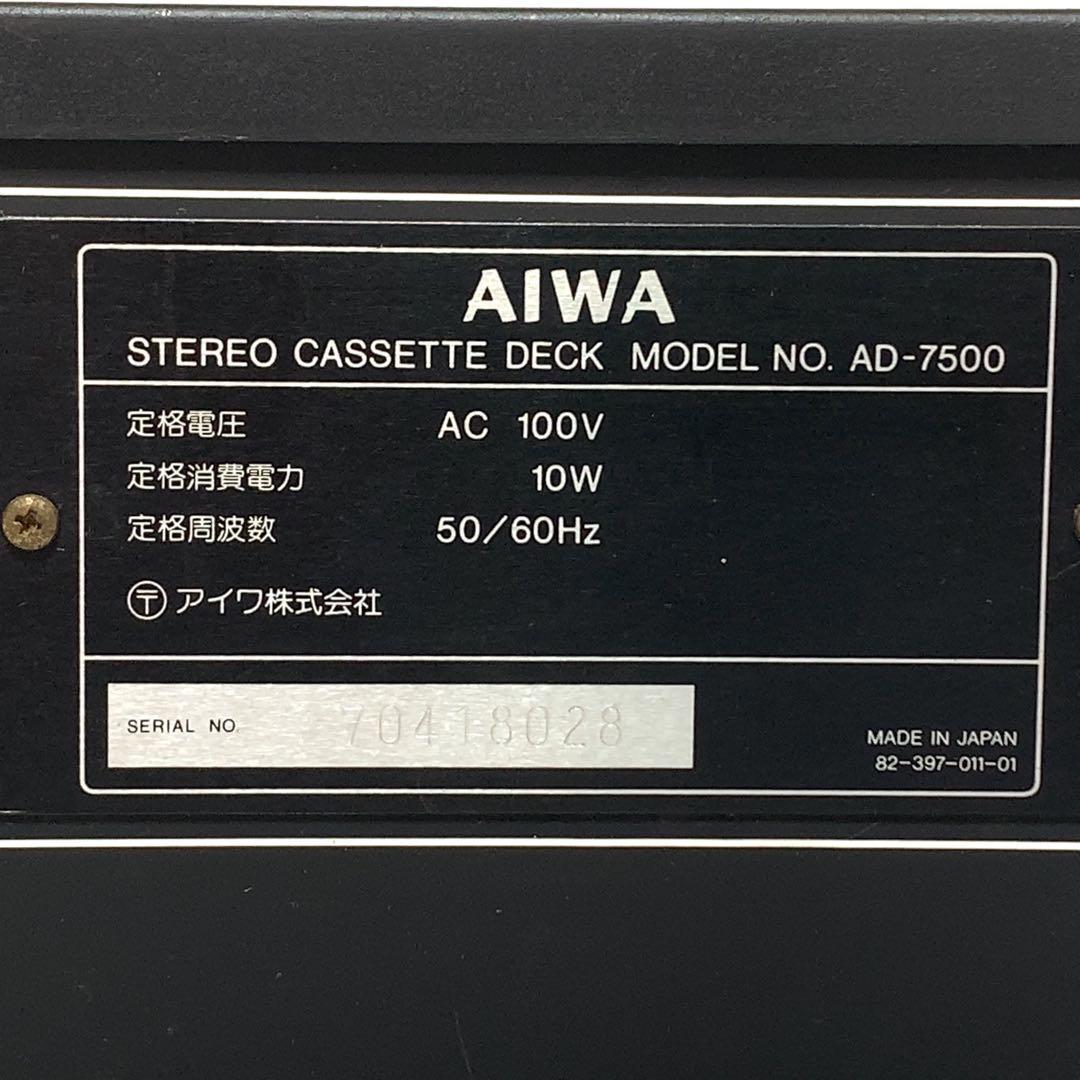 AIWA
STEREO CASSETTE DECK MODEL NO. AD-7500
定格電圧 AC 100V
定格消費電力 10W
定格周波数 50/60Hz
〶 アイワ株式会社
SERIAL NO. 70418028
MADE IN JAPAN
82-397-011-01